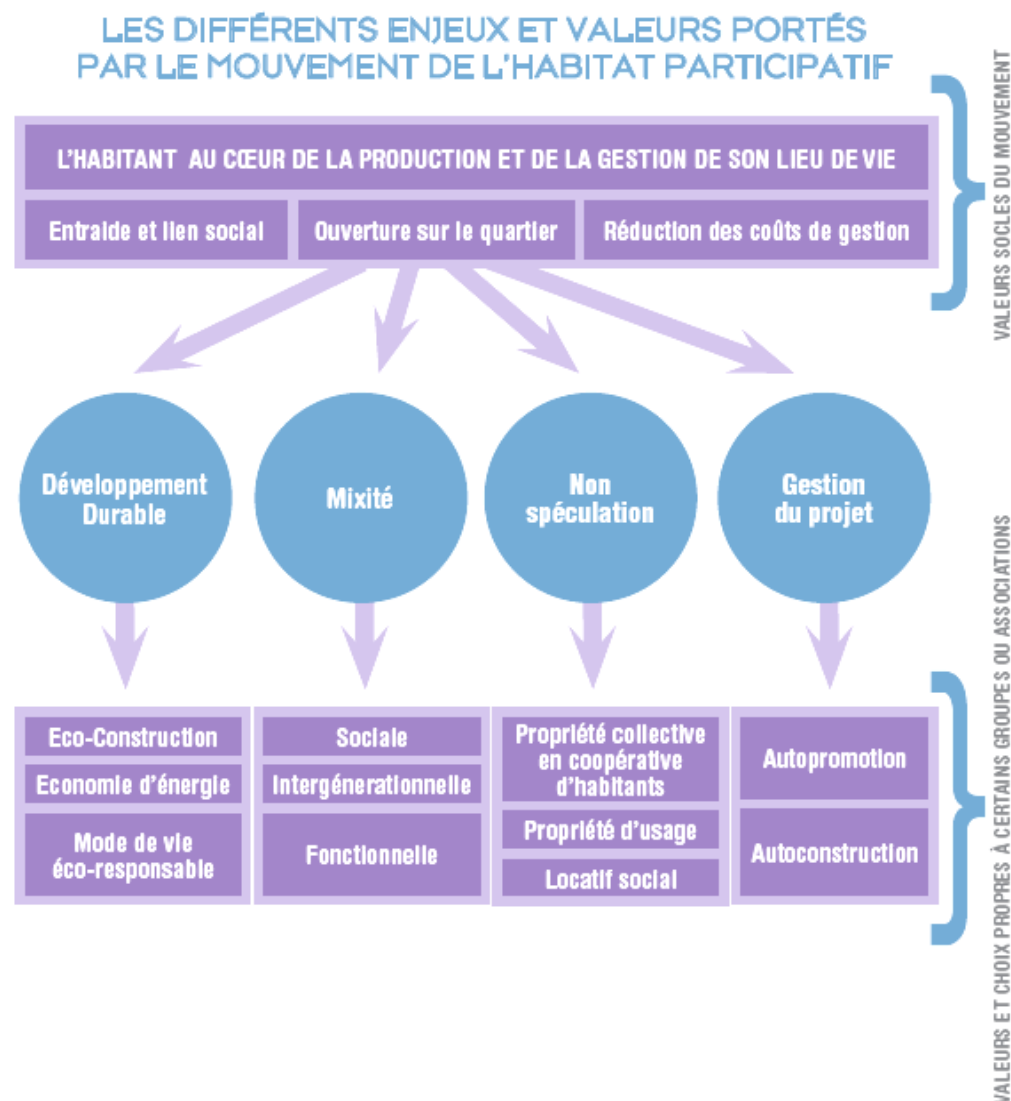 LES DIFFÉRENTS ENJEUX ET VALEURS PORTÉS
PAR LE MOUVEMENT DE L'HABITAT PARTICIPATIF
L'HABITANT AU CŒUR DE LA PRODUCTION ET DE LA GESTION DE SON LIEU DE VIE
Entraide et lien social
Ouverture sur le quartier
Réduction des coûts de gestion
VALEURS SOCLES DU MOUVEMENT
Développement
Durable
Mixité
Non
spéculation
Gestion
du projet
Eco-Construction
Economie d'énergie
Mode de vie
éco-responsable
Sociale
Intergénerationnelle
Fonctionnelle
Propriété collective
en coopérative
d'habitants
Propriété d'usage
Locatif social
Autopromotion
Autoconstruction
VALEURS ET CHOIX PROPRES À CERTAINS GROUPES OU ASSOCIATIONS